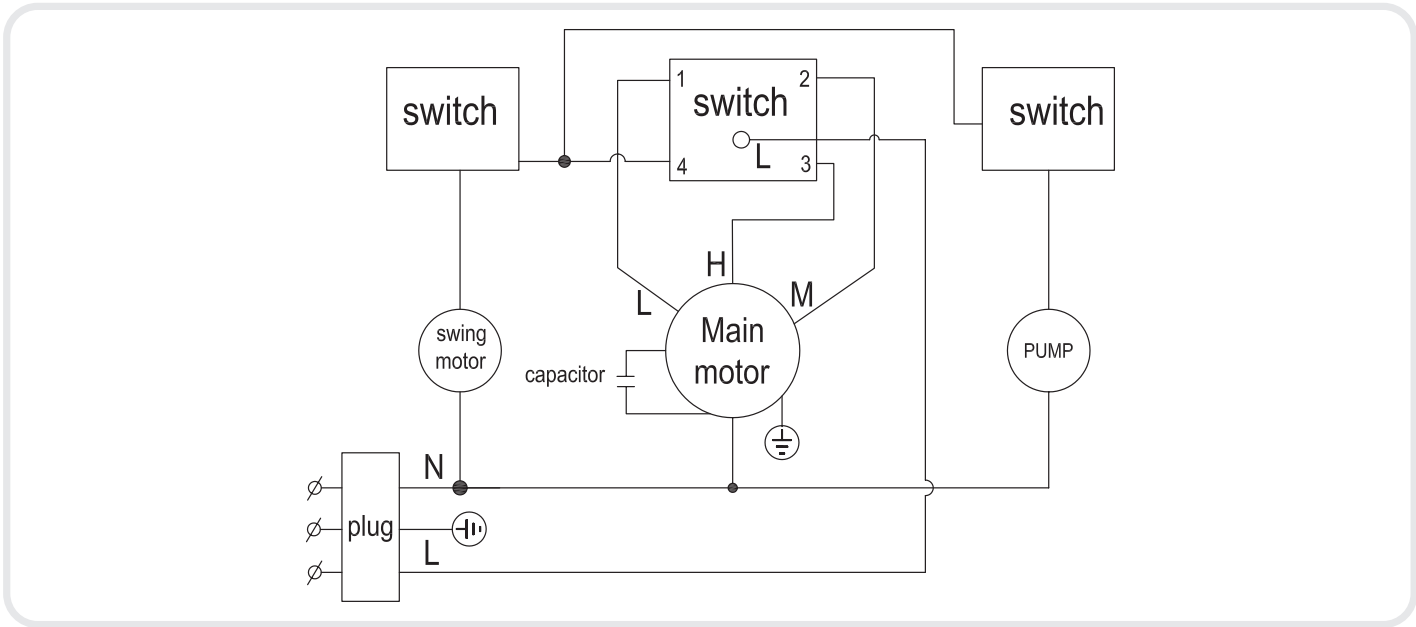 switch
1
2
switch
L
4
3
switch
H
L
M
Main
motor
swing
motor
capacitor
PUMP
N
plug
L